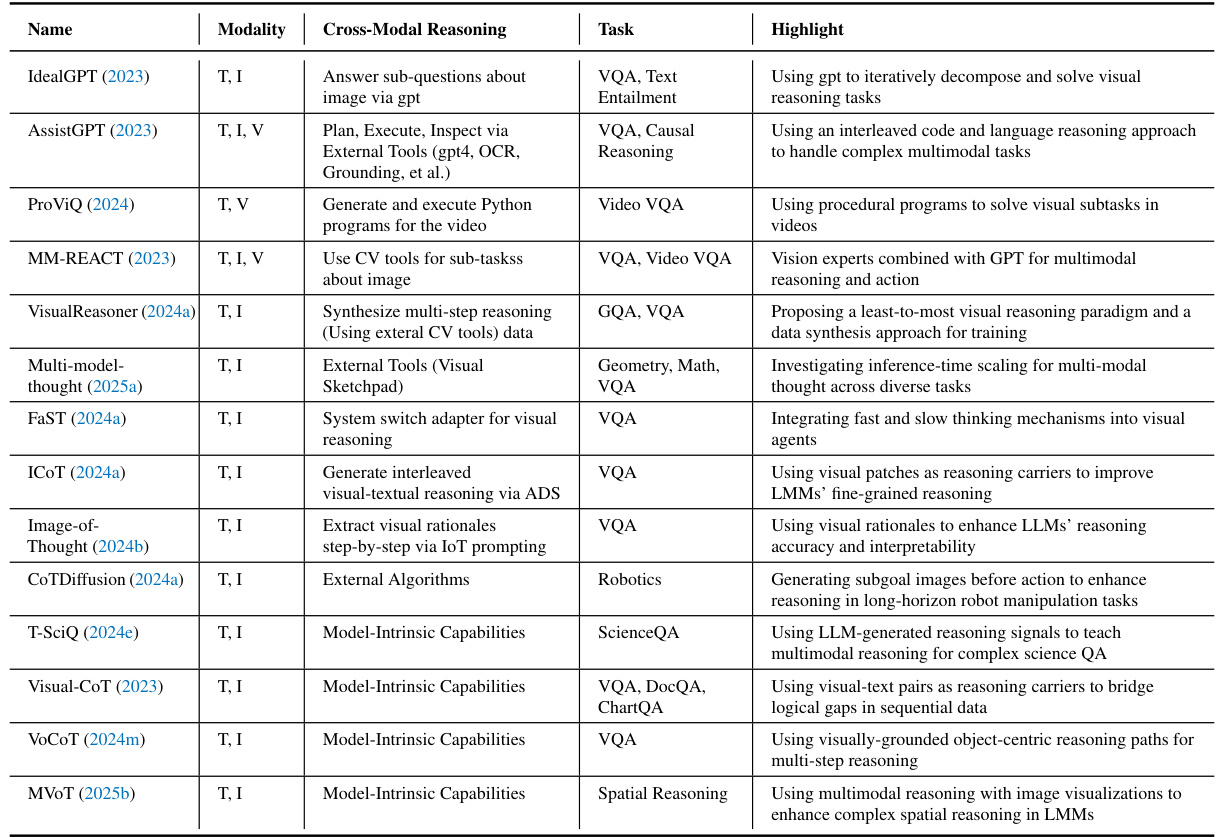 Name Modality Cross-Modal Reasoning Task Highlight
IdealGPT (2023) T, I Answer sub-questions about VQA, Text Using gpt to iteratively decompose and solve visual
image via gpt Entailment reasoning tasks
AssistGPT (2023) T, I, V Plan, Execute, Inspect via VQA, Causal Using an interleaved code and language reasoning approach
External Tools (gpt4, OCR, Reasoning to handle complex multimodal tasks
Grounding, et al.)
ProViQ (2024) T, V Generate and execute Python Video VQA Using procedural programs to solve visual subtasks in
programs for the video videos
MM-REACT (2023) T, I, V Use CV tools for sub-taskss VQA, Video VQA Vision experts combined with GPT for multimodal
about image reasoning and action
VisualReasoner (2024a) T, I Synthesize multi-step reasoning GQA, VQA Proposing a least-to-most visual reasoning paradigm and a
(Using exteral CV tools) data data synthesis approach for training
Multi-model- T, I External Tools (Visual Geometry, Math, Investigating inference-time scaling for multi-modal
thought (2025a) Sketchpad) VQA thought across diverse tasks
FaST (2024a) T, I System switch adapter for visual VQA Integrating fast and slow thinking mechanisms into visual
reasoning agents
ICoT (2024a) T, I Generate interleaved VQA Using visual patches as reasoning carriers to improve
visual-textual reasoning via ADS LMMs’ fine-grained reasoning
Image-of- T, I Extract visual rationales VQA Using visual rationales to enhance LLMs’ reasoning
Thought (2024b) step-by-step via IoT prompting accuracy and interpretability
CoTDiffusion (2024a) T, I External Algorithms Robotics Generating subgoal images before action to enhance
reasoning in long-horizon robot manipulation tasks
T-SciQ (2024e) T, I Model-Intrinsic Capabilities ScienceQA Using LLM-generated reasoning signals to teach
multimodal reasoning for complex science QA
Visual-CoT (2023) T, I Model-Intrinsic Capabilities VQA, DocQA, Using visual-text pairs as reasoning carriers to bridge
ChartQA logical gaps in sequential data
VoCoT (2024m) T, I Model-Intrinsic Capabilities VQA Using visually-grounded object-centric reasoning paths for
multi-step reasoning
MVoT (2025b) T, I Model-Intrinsic Capabilities Spatial Reasoning Using multimodal reasoning with image visualizations to
enhance complex spatial reasoning in LMMs